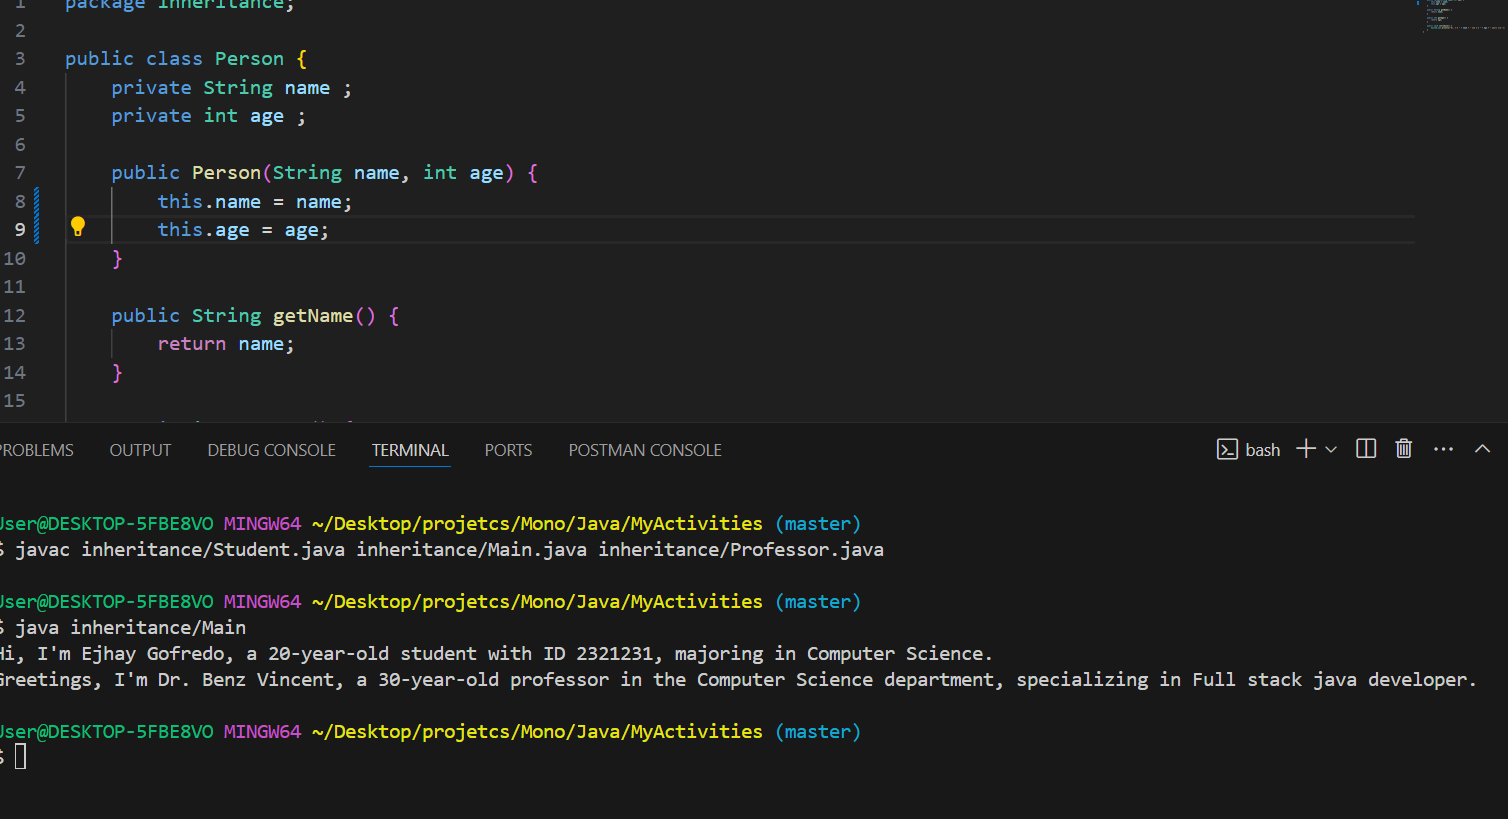 1 package inheritance;
2
3 public class Person {
4 private String name ;
5 private int age ;
6
7 public Person(String name, int age) {
8 this.name = name;
9 this.age = age;
10 }
11
12 public String getName() {
13 return name;
14 }
15
PROBLEMS OUTPUT DEBUG CONSOLE TERMINAL PORTS POSTMAN CONSOLE bash
User@DESKTOP-5FBE8VO MINGW64 ~/Desktop/projetcs/Mono/Java/MyActivities (master)
$ javac inheritance/Student.java inheritance/Main.java inheritance/Professor.java
User@DESKTOP-5FBE8VO MINGW64 ~/Desktop/projetcs/Mono/Java/MyActivities (master)
$ java inheritance/Main
Hi, I'm Ejhay Gofredo, a 20-year-old student with ID 2321231, majoring in Computer Science.
Greetings, I'm Dr. Benz Vincent, a 30-year-old professor in the Computer Science department, specializing in Full stack java developer.
User@DESKTOP-5FBE8VO MINGW64 ~/Desktop/projetcs/Mono/Java/MyActivities (master)
$